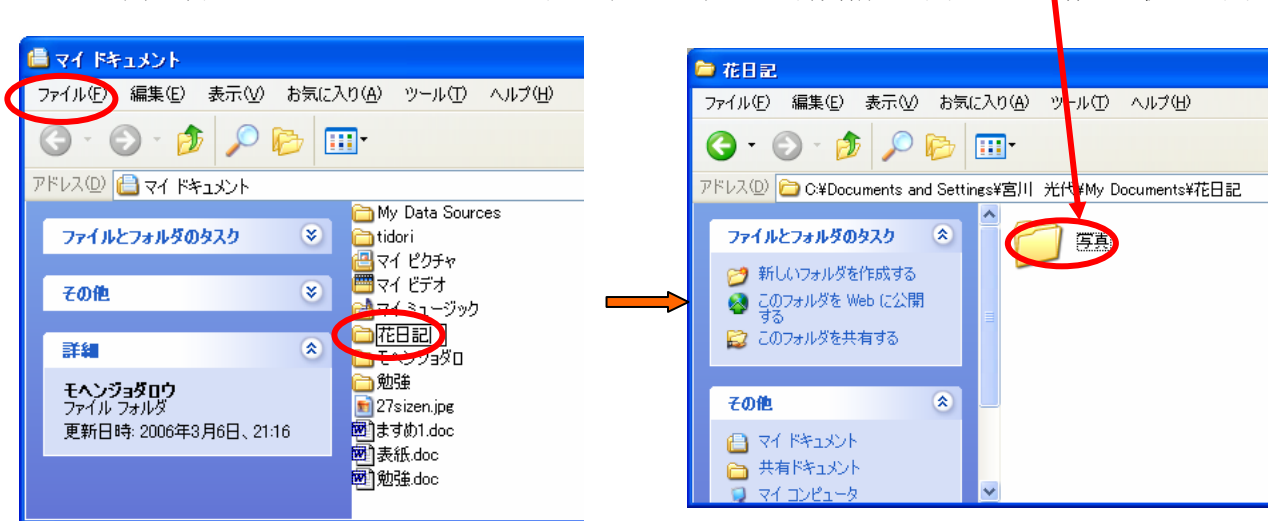 マイ ドキュメント
ファイル(F) 編集(E) 表示(V) お気に入り(A) ツール(T) ヘルプ(H)
アドレス(D) マイ ドキュメント
ファイルとフォルダのタスク
その他
詳細
モヘンジョダロウ
ファイル フォルダ
更新日時: 2006年3月6日、21:16
My Data Sources
tidori
マイ ピクチャ
マイ ビデオ
マイ ミュージック
花日記
モヘンジョダロ
勉強
27sizen.jpg
ますめ1.doc
表紙.doc
勉強.doc
花日記
ファイル(F) 編集(E) 表示(V) お気に入り(A) ツール(T) ヘルプ(H)
アドレス(D) C:¥Documents and Settings¥宮川 光代¥My Documents¥花日記
ファイルとフォルダのタスク
新しいフォルダを作成する
このフォルダを Web に公開
する
このフォルダを共有する
その他
マイ ドキュメント
共有ドキュメント
マイ コンピュータ
写真